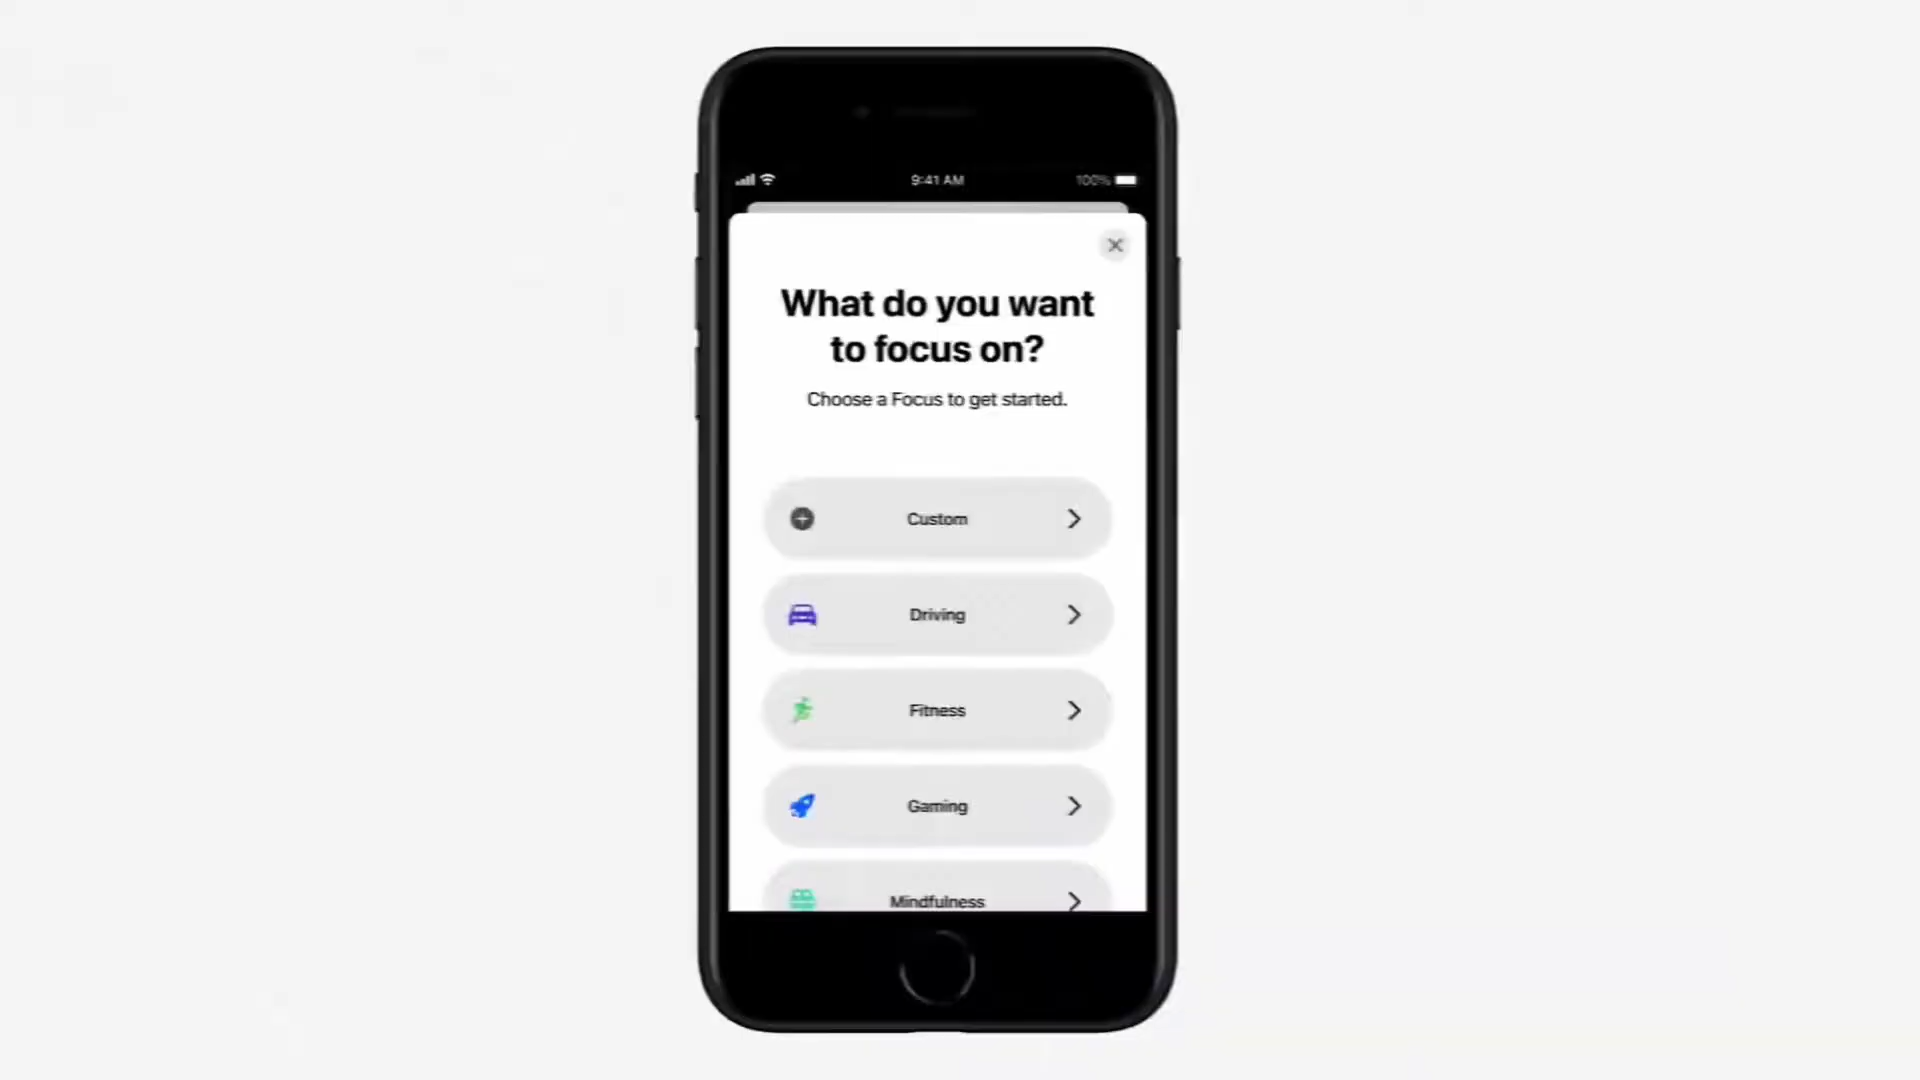 9:41 AM
100%
What do you want
to focus on?
Choose a Focus to get started.
Custom
Driving
Fitness
Gaming
Mindfulness